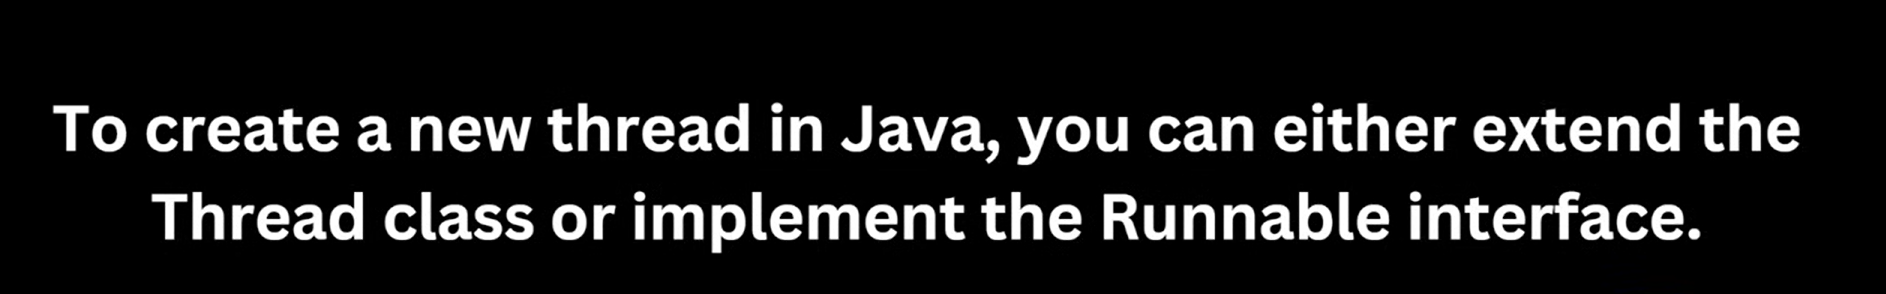 To create a new thread in Java, you can either extend the
Thread class or implement the Runnable interface.